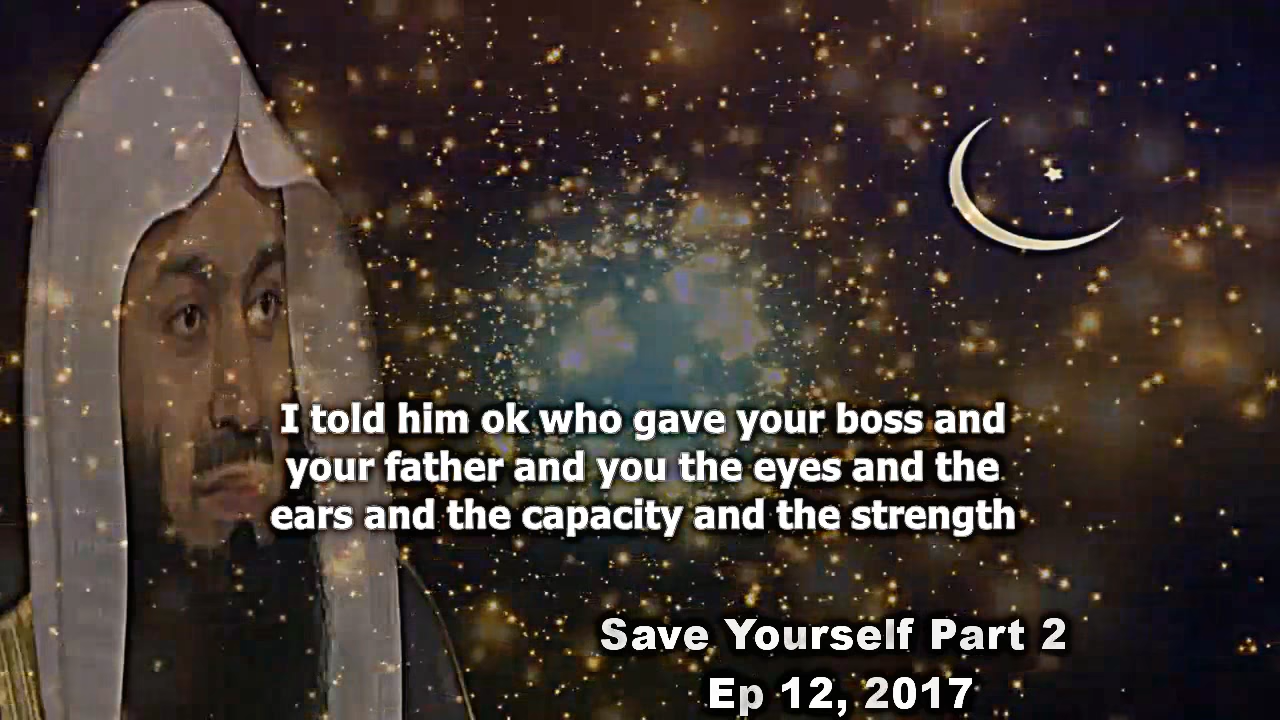 I told him ok who gave your boss and
your father and you the eyes and the
ears and the capacity and the strength
Save Yourself Part 2
Ep 12, 2017